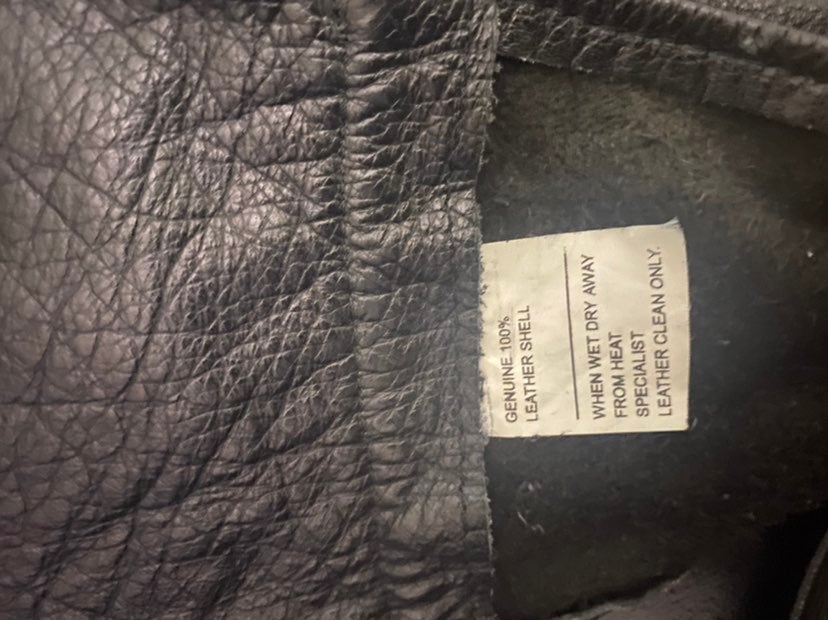 GENUINE 100%
LEATHER SHELL
WHEN WET DRY AWAY
FROM HEAT
SPECIALIST
LEATHER CLEAN ONLY.